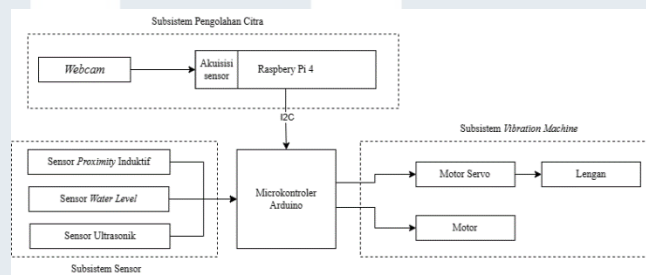 Subsistem Pengolahan Citra
Webcam
Akuisisi
sensor
Raspbery Pi 4
I2C
Subsistem Vibration Machine
Sensor Proximity Induktif
Sensor Water Level
Sensor Ultrasonik
Microkontroler
Arduino
Motor Servo
Lengan
Motor
Subsistem Sensor